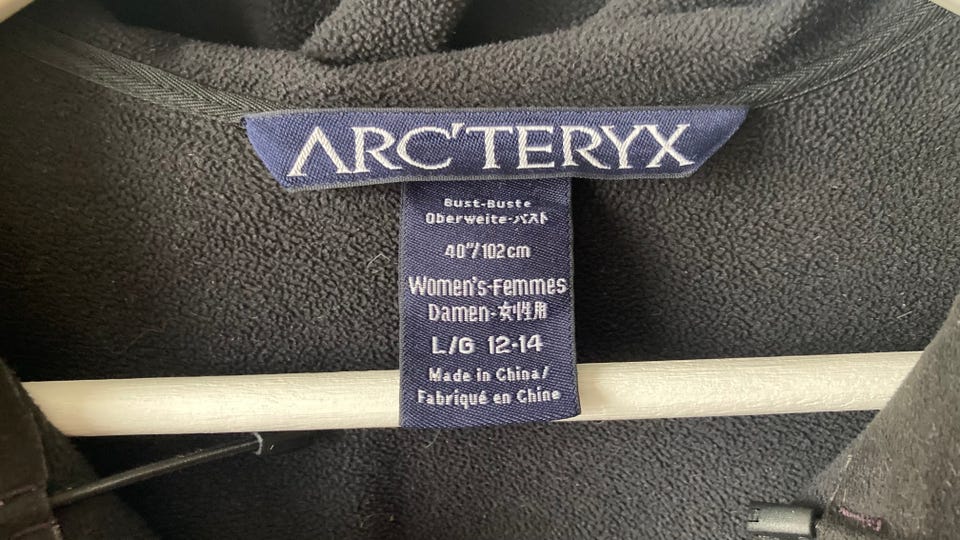 ARC'TERYX
Bust-Buste
Oberweite-バスト
40"/102cm
Women's-Femmes
Damen-女性用
L/G 12-14
Made in China/
Fabriqué en Chine